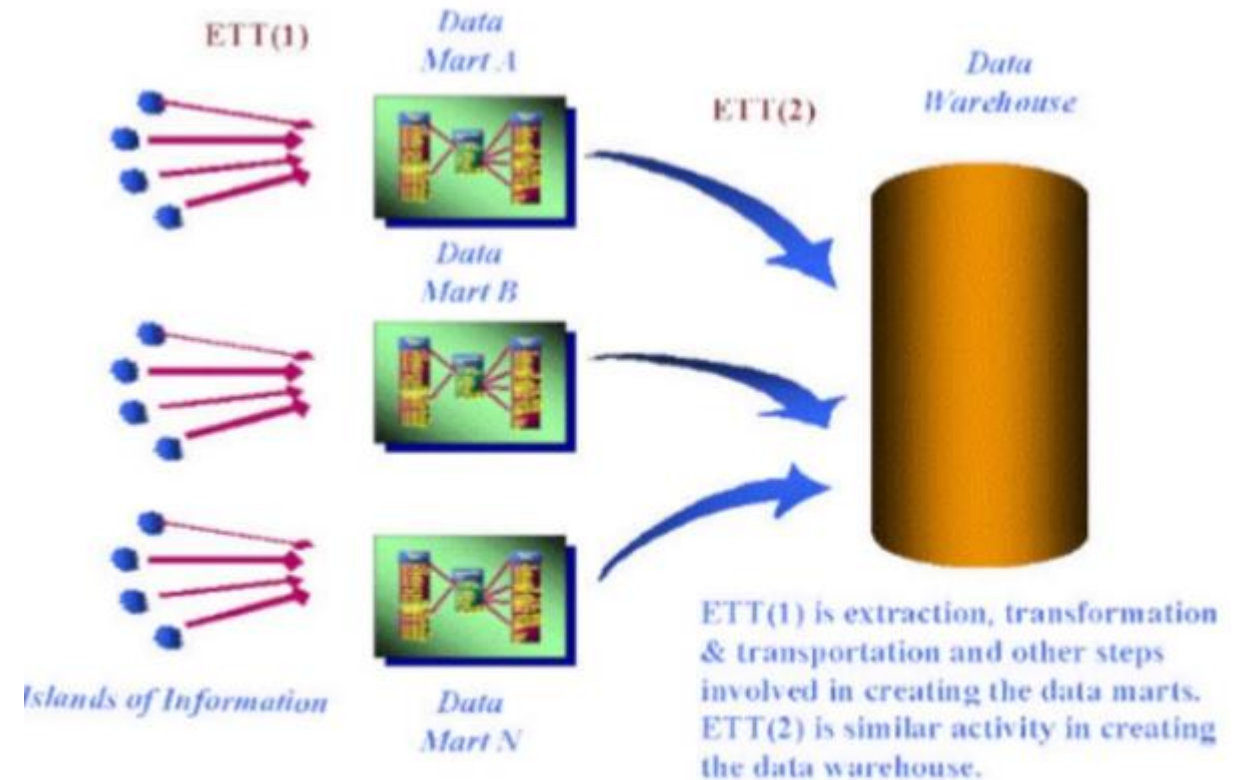 ETT(1)
Data
Mart A
ETT(2)
Data
Warehouse
Data
Mart B
Islands of Information
Data
Mart N
ETT(1) is extraction, transformation
& transportation and other steps
involved in creating the data marts.
ETT(2) is similar activity in creating
the data warehouse.